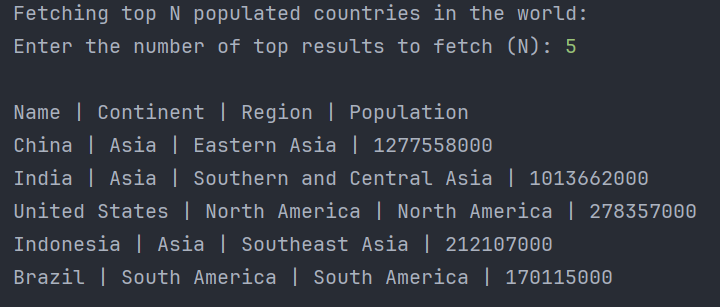 Fetching top N populated countries in the world:
Enter the number of top results to fetch (N): 5
Name | Continent | Region | Population
China | Asia | Eastern Asia | 1277558000
India | Asia | Southern and Central Asia | 1013662000
United States | North America | North America | 278357000
Indonesia | Asia | Southeast Asia | 212107000
Brazil | South America | South America | 170115000